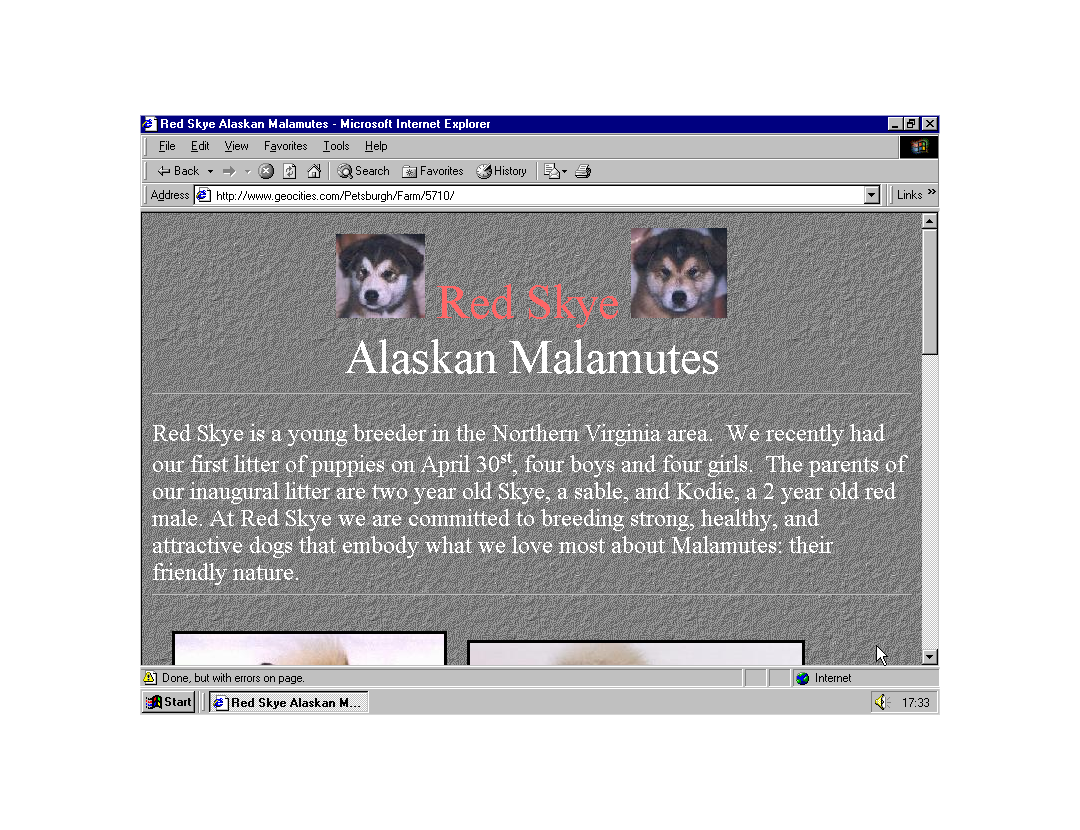 Red Skye Alaskan Malamutes - Microsoft Internet Explorer
File Edit View Favorites Tools Help
Back Search Favorites History
Address http://www.geocities.com/Petsburgh/Farm/5710/ Links »
Red Skye
Alaskan Malamutes
Red Skye is a young breeder in the Northern Virginia area.  We recently had
our first litter of puppies on April 30st, four boys and four girls.  The parents of
our inaugural litter are two year old Skye, a sable, and Kodie, a 2 year old red
male. At Red Skye we are committed to breeding strong, healthy, and
attractive dogs that embody what we love most about Malamutes: their
friendly nature.
Done, but with errors on page. Internet
Start Red Skye Alaskan M... 17:33